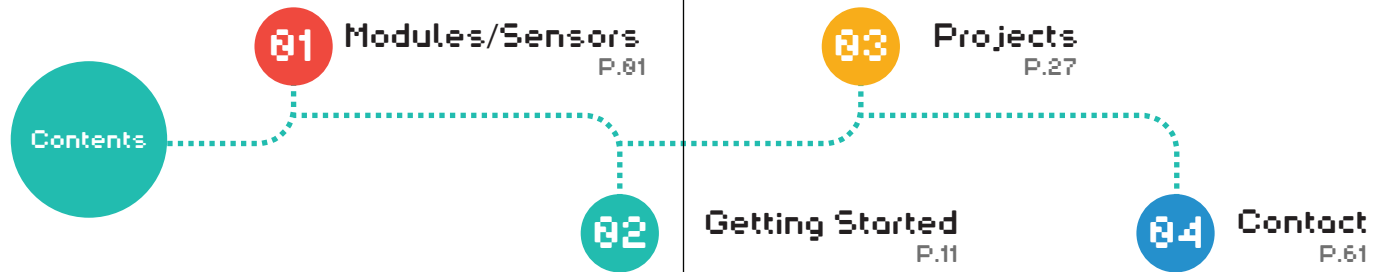 Contents
01 Modules/Sensors
P.01
02 Getting Started
P.11
03 Projects
P.27
04 Contact
P.61